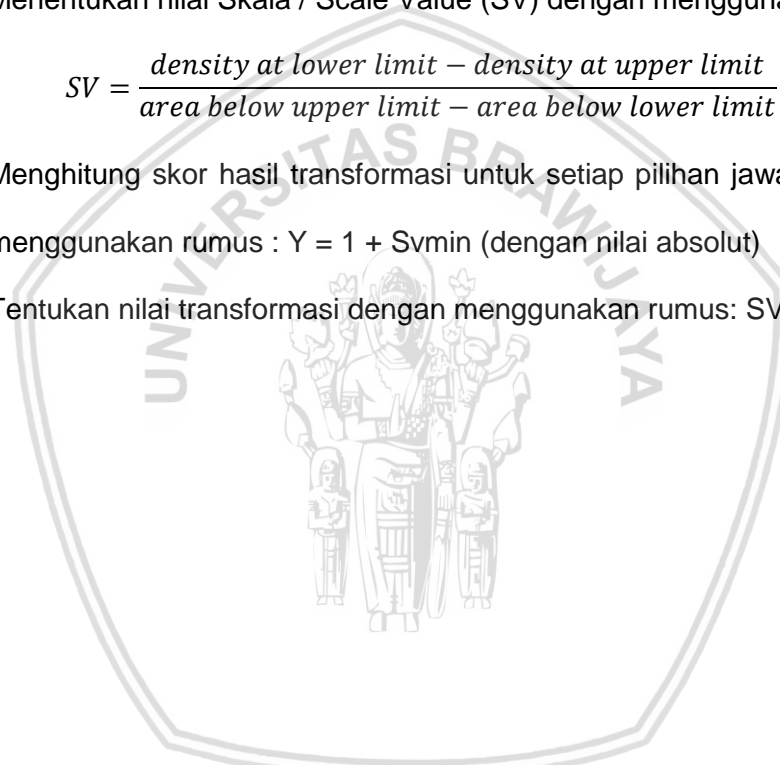 Menentukan nilai Skala / Scale Value (SV) dengan
SV = density at lower limit − density at upper limit
area below upper limit − area below lower limit
Menghitung skor hasil transformasi untuk setiap pilihan
menggunakan rumus : Y = 1 + Svmin (dengan nilai absolut)
Tentukan nilai transformasi dengan menggunakan rumus: SV
UNIVERSITAS BRAWIJAYA